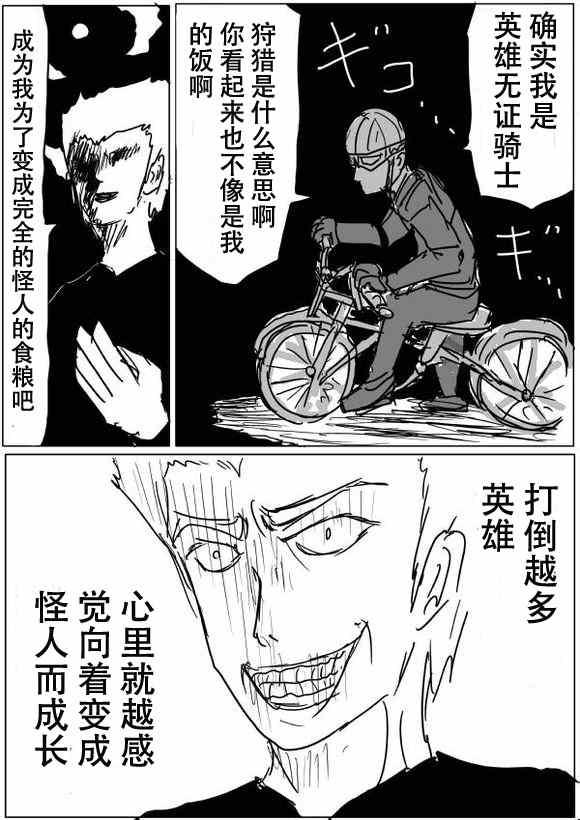 确实我是
英雄无证骑士
狩猎是什么意思啊
你看起来也不像是我
的饭啊
ギコ
ギ
成为我为了变成完全的怪人的食粮吧
打倒越多
英雄
心里就越感
觉向着变成
怪人而成长